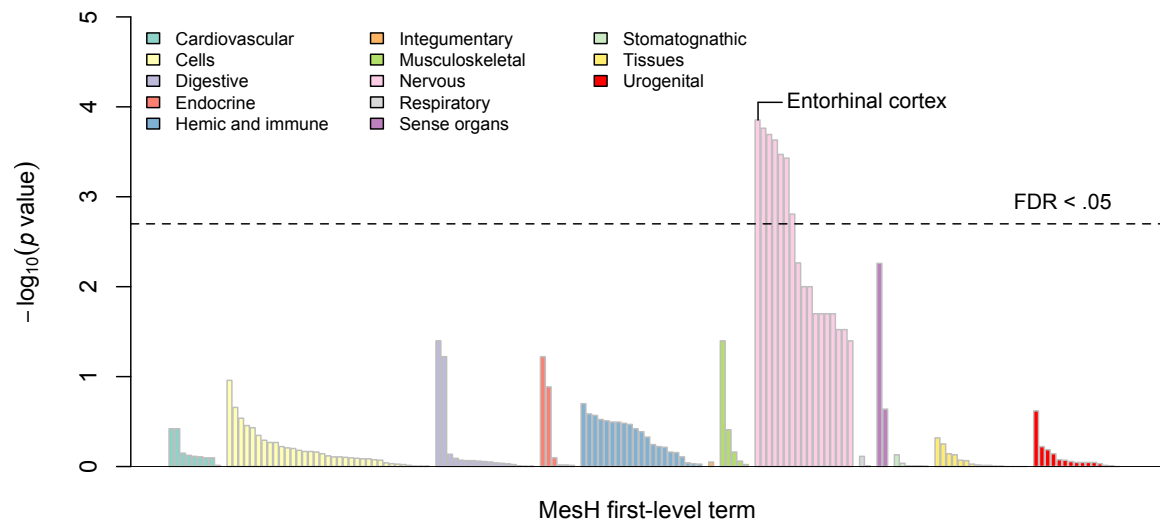 5
4
3
2
1
0
−log10(p value)
Cardiovascular
Cells
Digestive
Endocrine
Hemic and immune
Integumentary
Musculoskeletal
Nervous
Respiratory
Sense organs
Stomatognathic
Tissues
Urogenital
Entorhinal cortex
FDR < .05
MesH first-level term